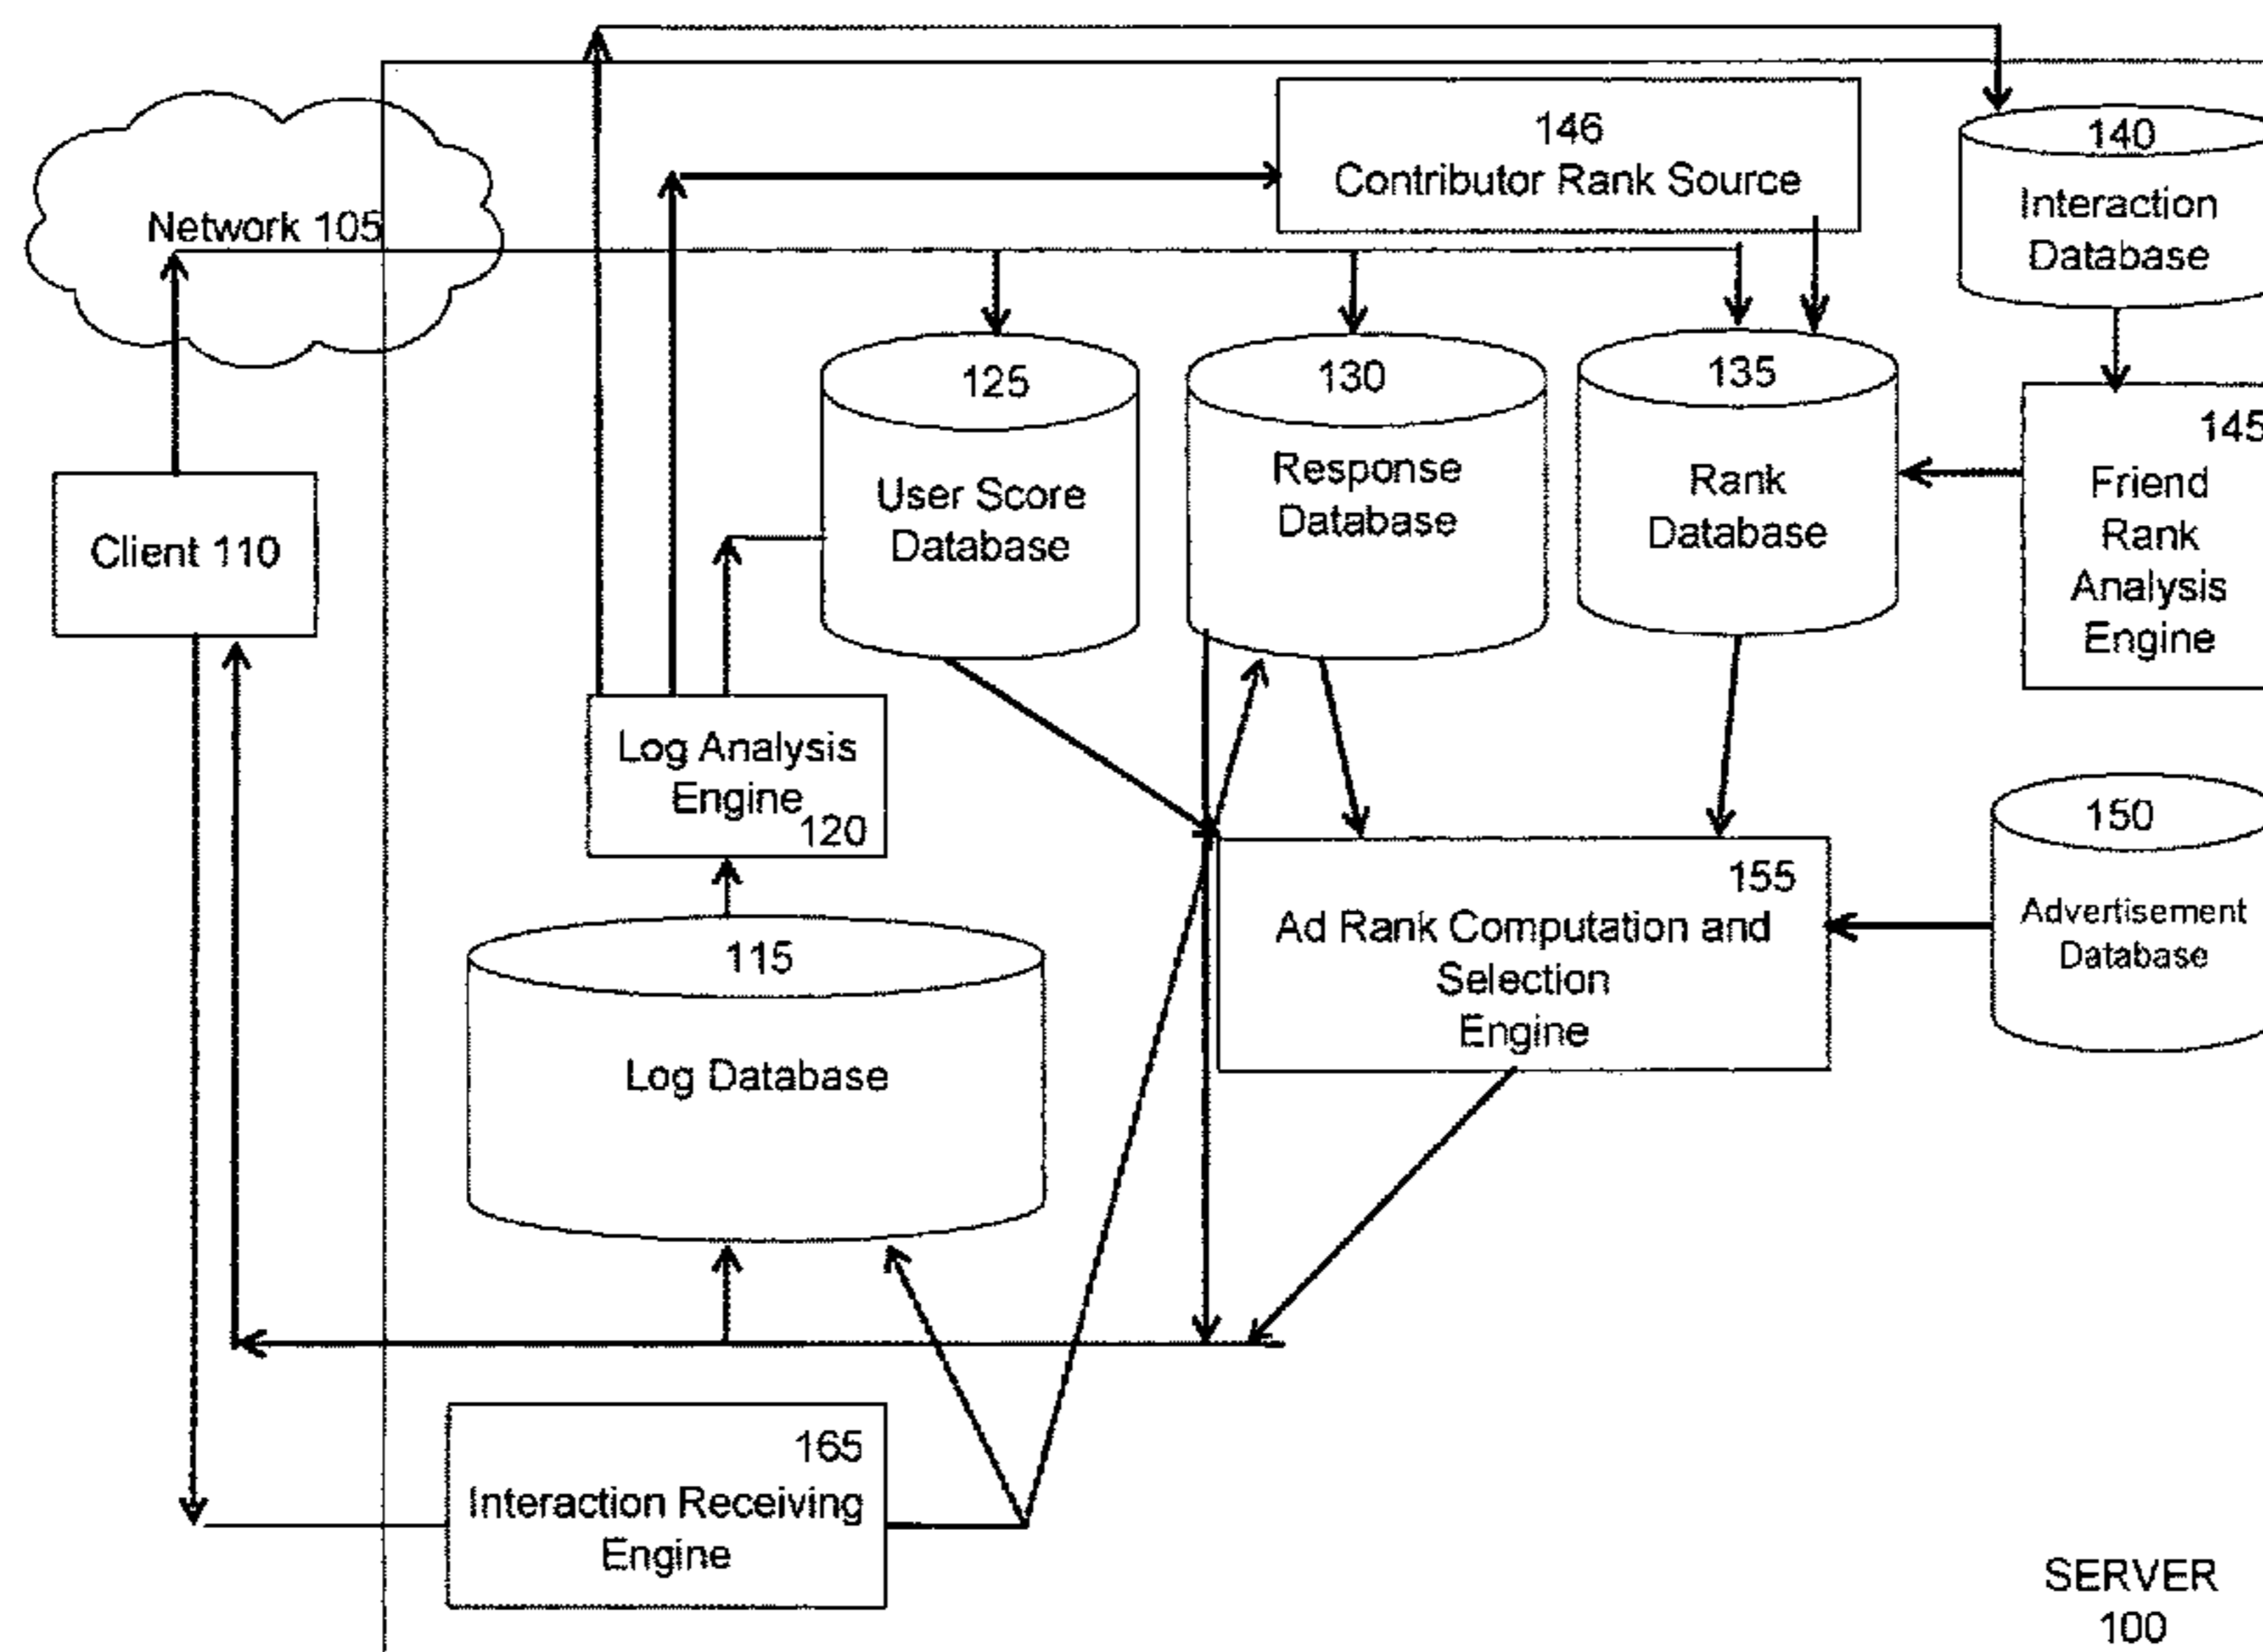 146
Contributor Rank Source
140
Interaction
Database
Network 105
125
User Score
Database
130
Response
Database
135
Rank
Database
145
Friend
Rank
Analysis
Engine
Client 110
Log Analysis
Engine
120
115
Log Database
155
Ad Rank Computation and
Selection
Engine
150
Advertisement
Database
165
Interaction Receiving
Engine
SERVER
100